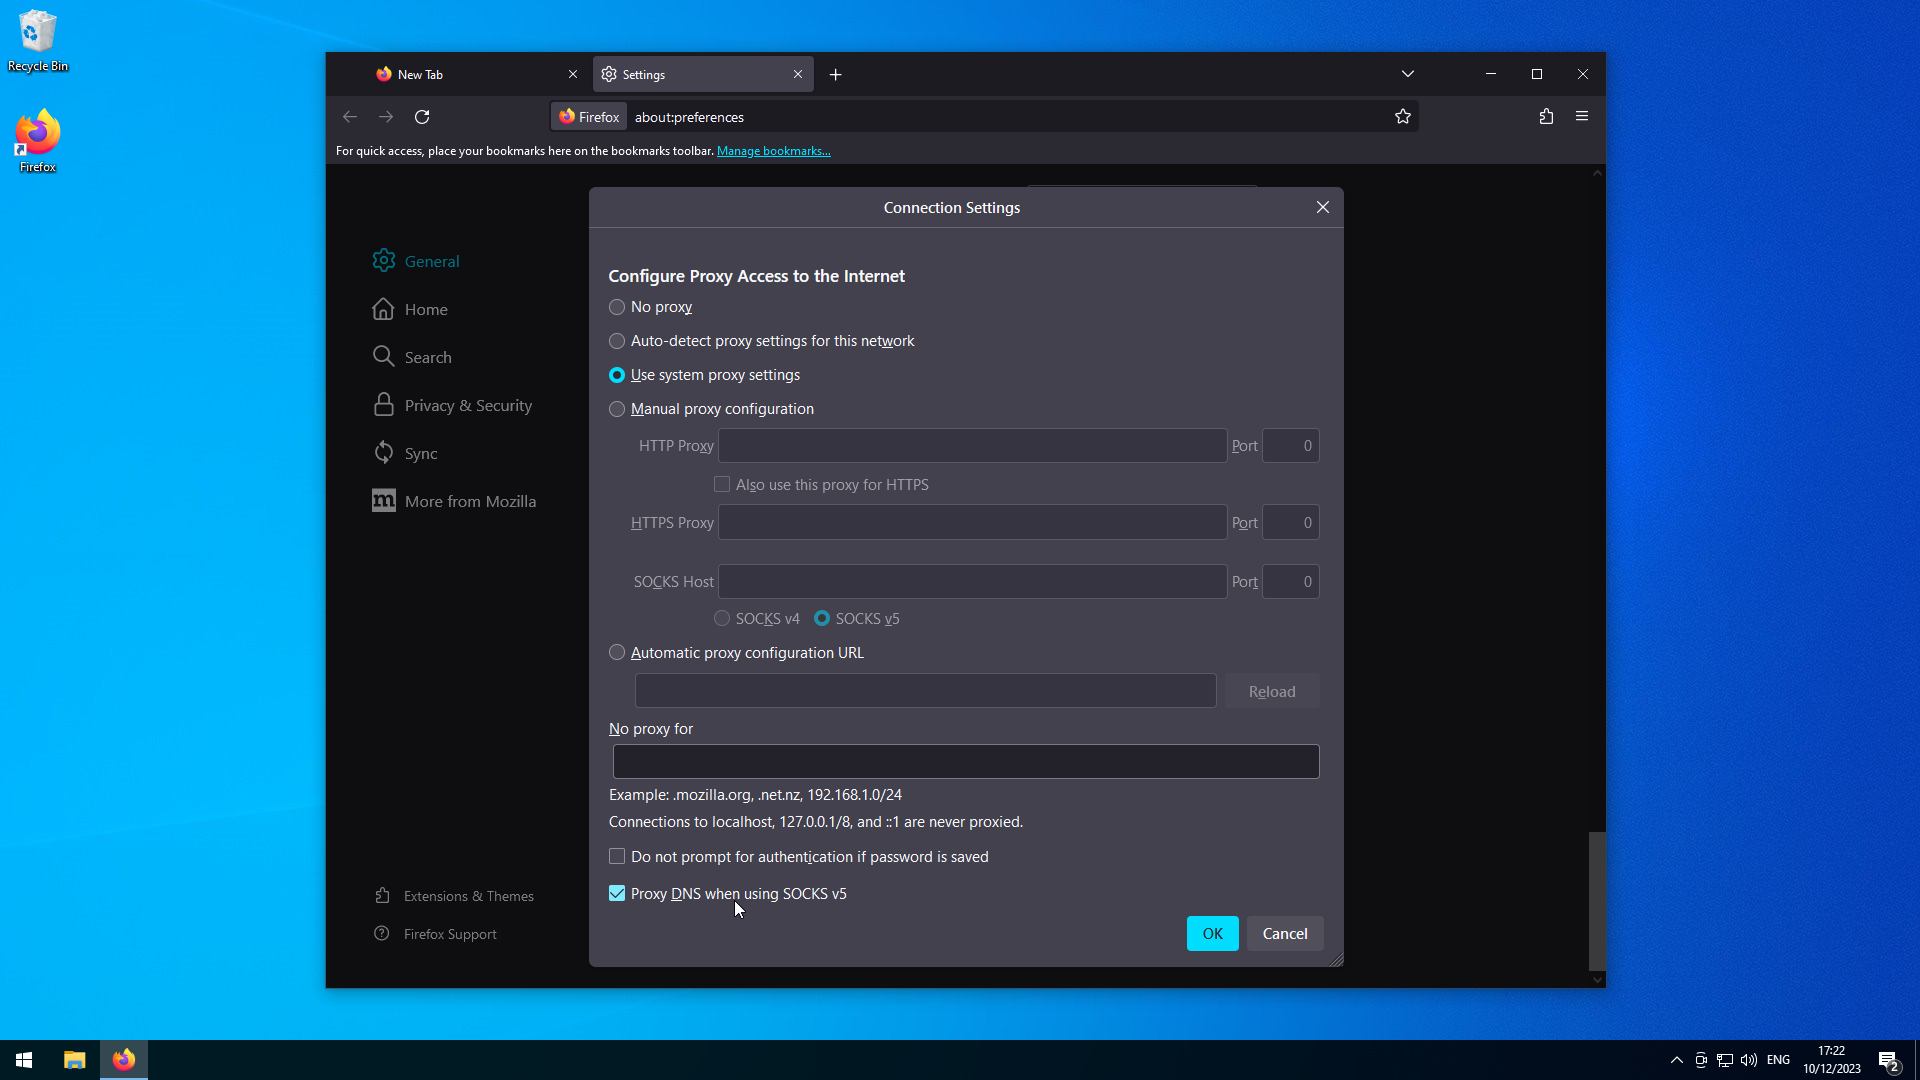 Recycle Bin
Firefox
New Tab
Settings
Firefox
about:preferences
For quick access, place your bookmarks here on the bookmarks toolbar. Manage bookmarks...
General
Home
Search
Privacy & Security
Sync
More from Mozilla
Extensions & Themes
Firefox Support
Connection Settings
Configure Proxy Access to the Internet
No proxy
Auto-detect proxy settings for this network
Use system proxy settings
Manual proxy configuration
HTTP Proxy Port 0
Also use this proxy for HTTPS
HTTPS Proxy Port 0
SOCKS Host Port 0
SOCKS v4 SOCKS v5
Automatic proxy configuration URL
Reload
No proxy for
Example: .mozilla.org, .net.nz, 192.168.1.0/24
Connections to localhost, 127.0.0.1/8, and ::1 are never proxied.
Do not prompt for authentication if password is saved
Proxy DNS when using SOCKS v5
OK Cancel
ENG
17:22
10/12/2023
2